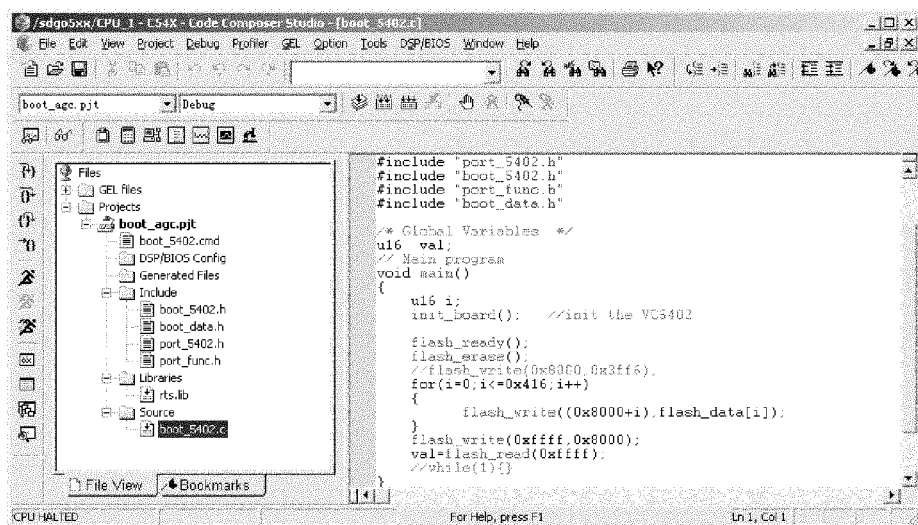 /sdgo5xx/CPU_1 - C54X - Code Composer Studio - [boot_5402.c]
File Edit View Project Debug Profiler GEL Option Tools DSP/BIOS Window Help
boot_agc.pjt Debug
Files
GEL files
Projects
boot_agc.pjt
boot_5402.cmd
DSP/BIOS Config
Generated Files
Include
boot_5402.h
boot_data.h
port_5402.h
port_func.h
Libraries
rts.lib
Source
boot_5402.c
File View Bookmarks
#include "port_5402.h"
#include "boot_5402.h"
#include "port_func.h"
#include "boot_data.h"
/* Global Variables */
u16 val;
// Main program
void main()
{
u16 i;
init_board(); //init the VC5402
flash_ready();
flash_erase();
//flash_write(0x8000,0x3ff6);
for(i=0;i<=0x416;i++)
{
flash_write((0x8000+i),flash_data[i]);
}
flash_write(0xffff,0x8000);
val=flash_read(0xffff);
//while(1){}
}
CPU HALTED For Help, press F1 Ln 1, Col 1